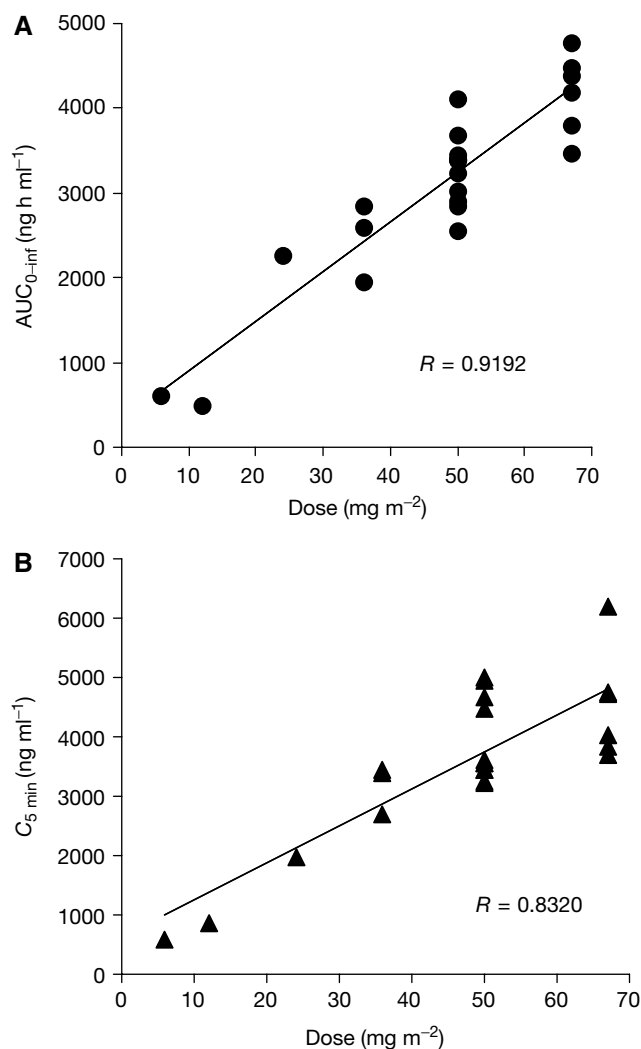 A
5000
4000
3000
2000
1000
0
AUC₀₋inf (ng h ml⁻¹)
R = 0.9192
0 10 20 30 40 50 60 70
Dose (mg m⁻²)
B
7000
6000
5000
4000
3000
2000
1000
0
C₅ min (ng ml⁻¹)
R = 0.8320
0 10 20 30 40 50 60 70
Dose (mg m⁻²)